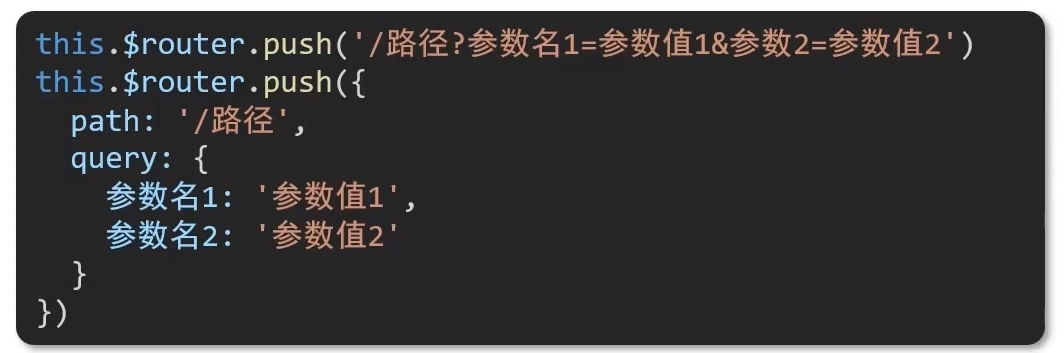 this.$router.push('/路径?参数名1=参数值1&参数2=参数值2')
this.$router.push({
  path: '/路径',
  query: {
    参数名1: '参数值1',
    参数名2: '参数值2'
  }
})